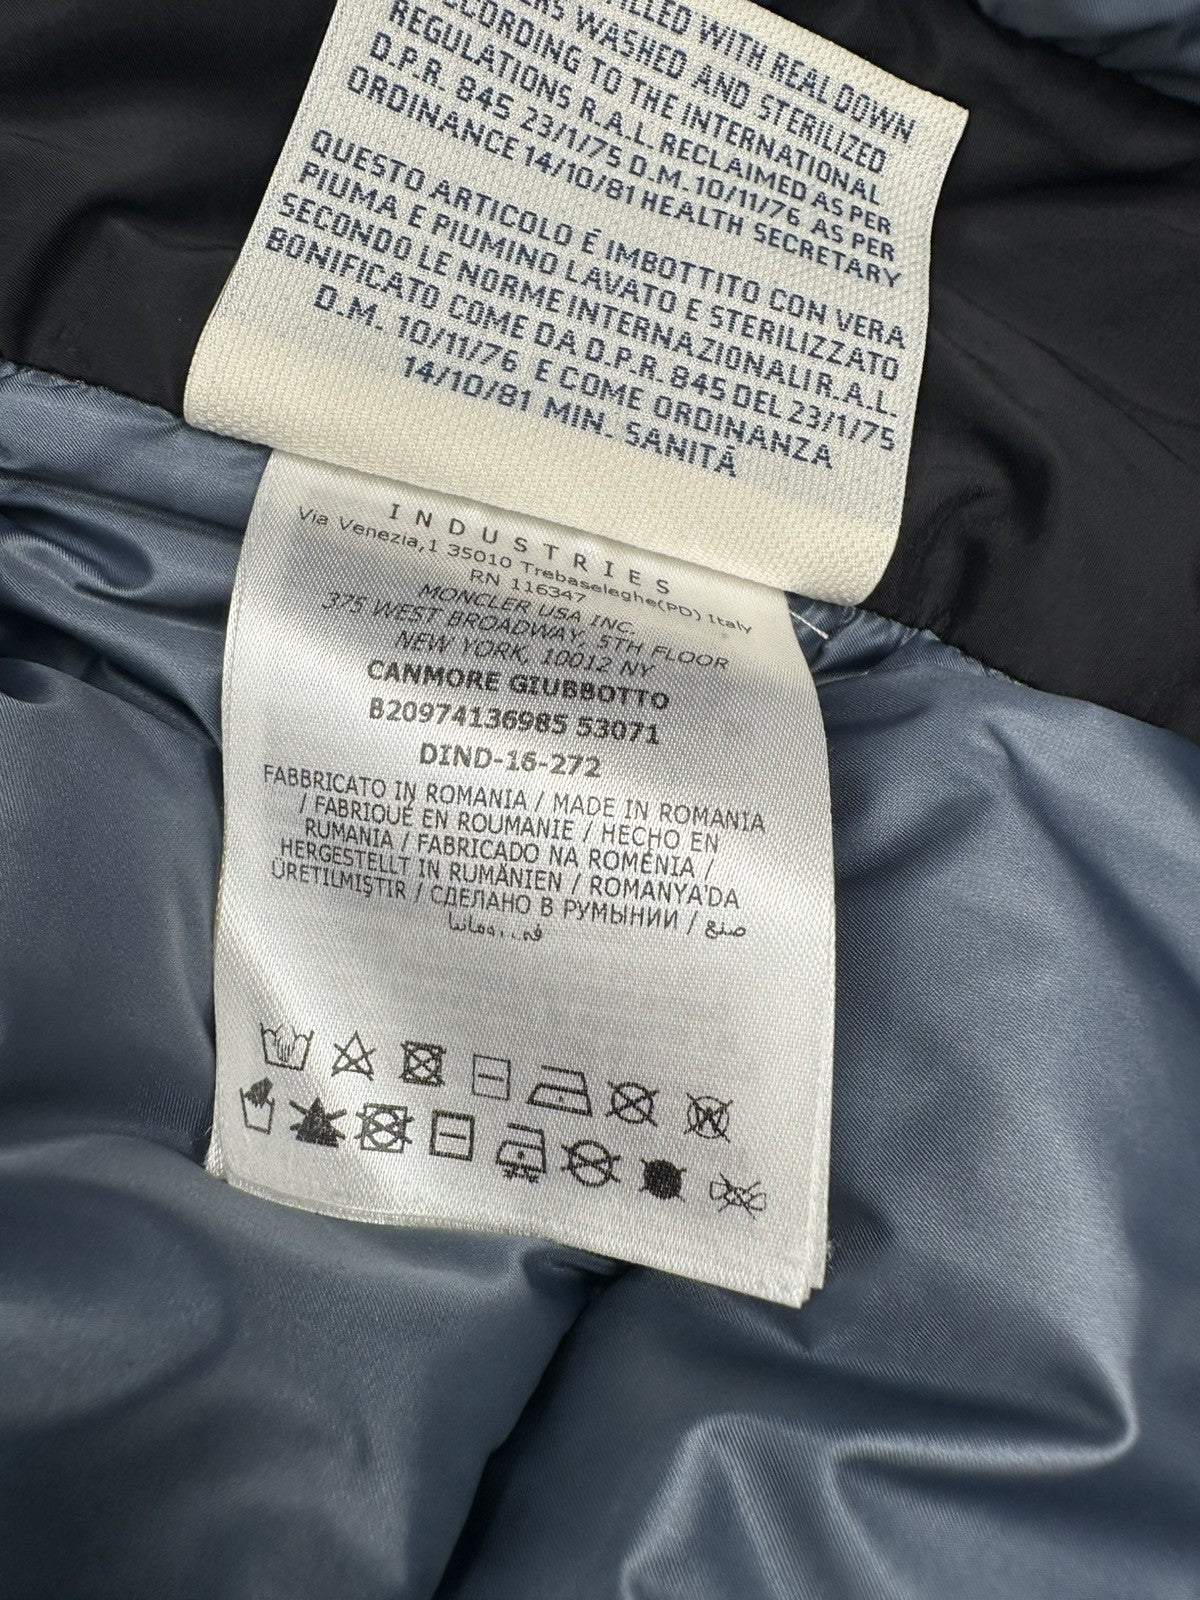 FILLED WITH REAL DOWN
WASHED AND STERILIZED
TO THE INTERNATIONAL
REGULATIONS R.A.L. RECLAIMED AS PER
D.P.R. 845 23/1/75 D.M. 10/11/76 AS PER
ORDINANCE 14/10/81 HEALTH SECRETARY
QUESTO ARTICOLO É IMBOTTITO CON VERA
PIUMA E PIUMINO LAVATO E STERILIZZATO
SECONDO LE NORME INTERNAZIONALI R.A.L.
BONIFICATO COME DA D.P.R. 845 DEL 23/1/75
D.M. 10/11/76 E COME ORDINANZA
14/10/81 MIN. SANITÀ
INDUSTRIES
Via Venezia,1 35010 Trebaseleghe(PD) Italy
RN 116347
MONCLER USA INC.
375 WEST BROADWAY, 5TH FLOOR
NEW YORK, 10012 NY
CANMORE GIUBBOTTO
B20974136985 53071
DIND-16-272
FABBRICATO IN ROMANIA / MADE IN ROMANIA
/ FABRIQUÉ EN ROUMANIE / HECHO EN
RUMANIA / FABRICADO NA ROMÊNIA /
HERGESTELLT IN RUMÄNIEN / ROMANYA'DA
ÜRETILMIŞTIR / СДЕЛАНО В РУМЫНИИ / صنع